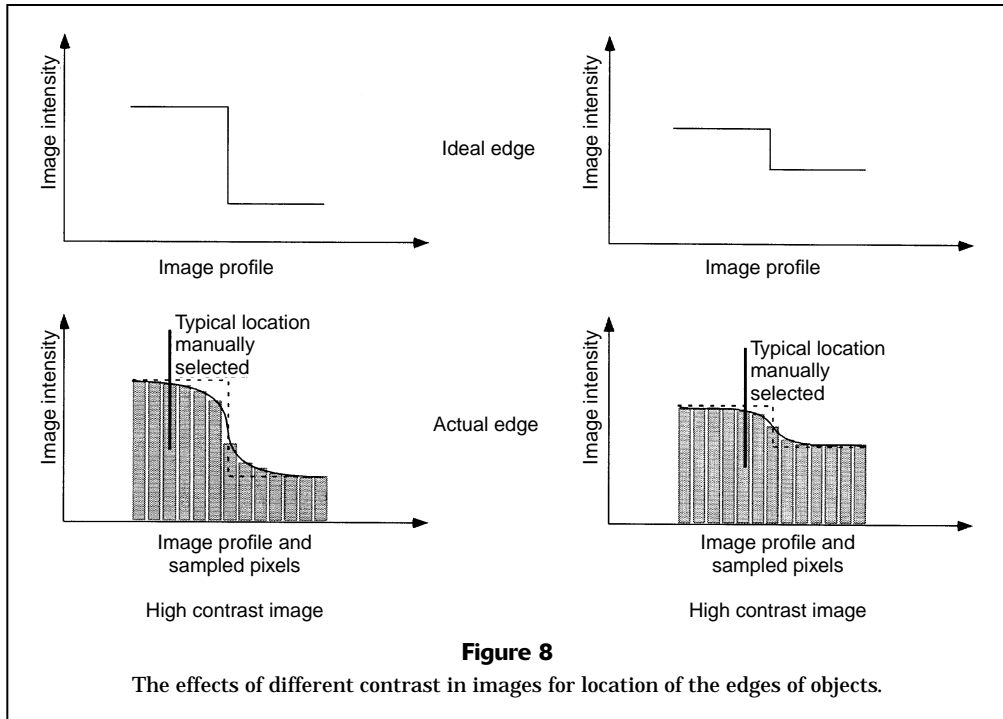 Image intensity
Image profile
Ideal edge
Image intensity
Image profile
Image intensity
Typical location
manually
selected
Image profile and
sampled pixels
High contrast image
Actual edge
Image intensity
Typical location
manually
selected
Image profile and
sampled pixels
High contrast image
Figure 8
The effects of different contrast in images for location of the edges of objects.